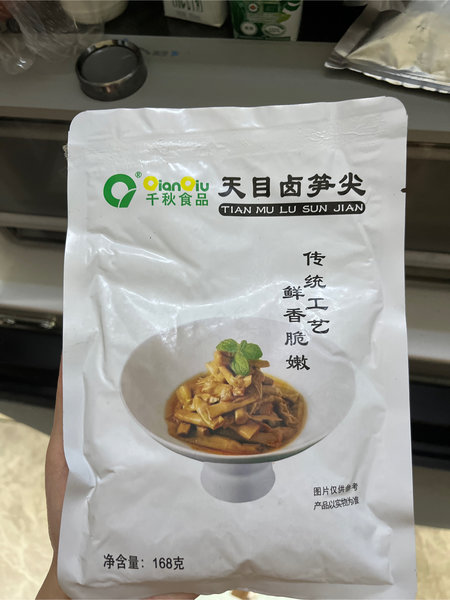 QianQiu®
千秋食品
天目卤笋尖
TIAN MU LU SUN JIAN
传统工艺
鲜香脆嫩
图片仅供参考
产品以实物为准
净含量：168克